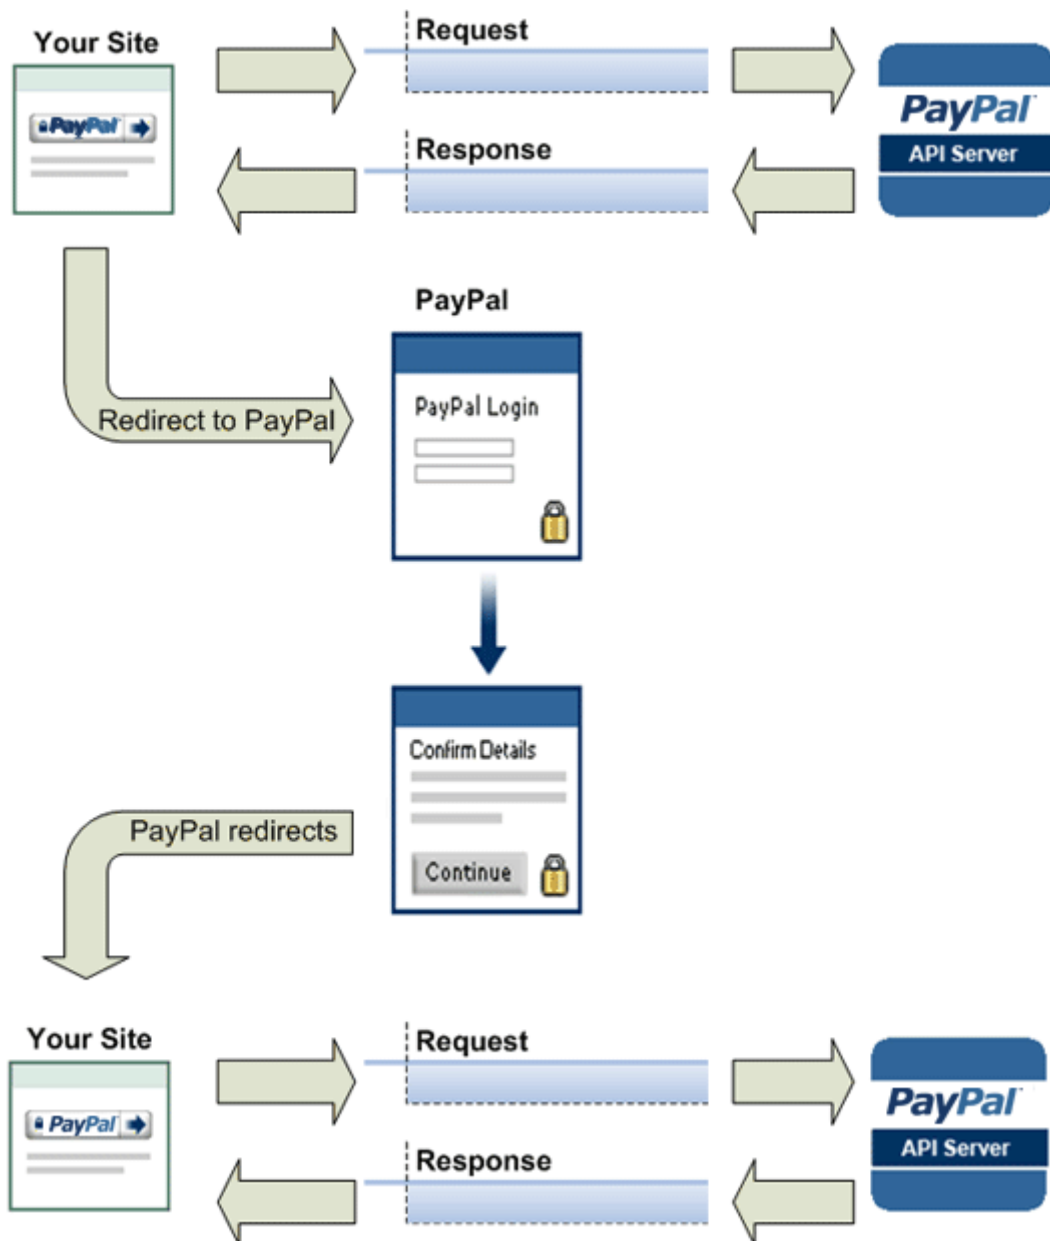 Your Site
PayPal
Request
Response
PayPal
API Server
PayPal
PayPal Login
Redirect to PayPal
Confirm Details
Continue
PayPal redirects
Your Site
PayPal
Request
Response
PayPal
API Server